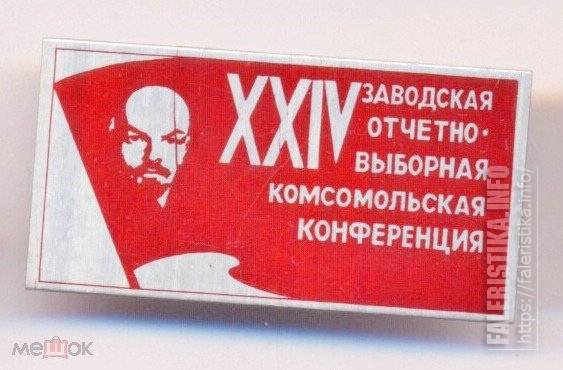 XXIV ЗАВОДСКАЯ
ОТЧЕТНО-
ВЫБОРНАЯ
КОМСОМОЛЬСКАЯ
КОНФЕРЕНЦИЯ
FALERISTIKA.INFO
https://faleristika.info/
мешок